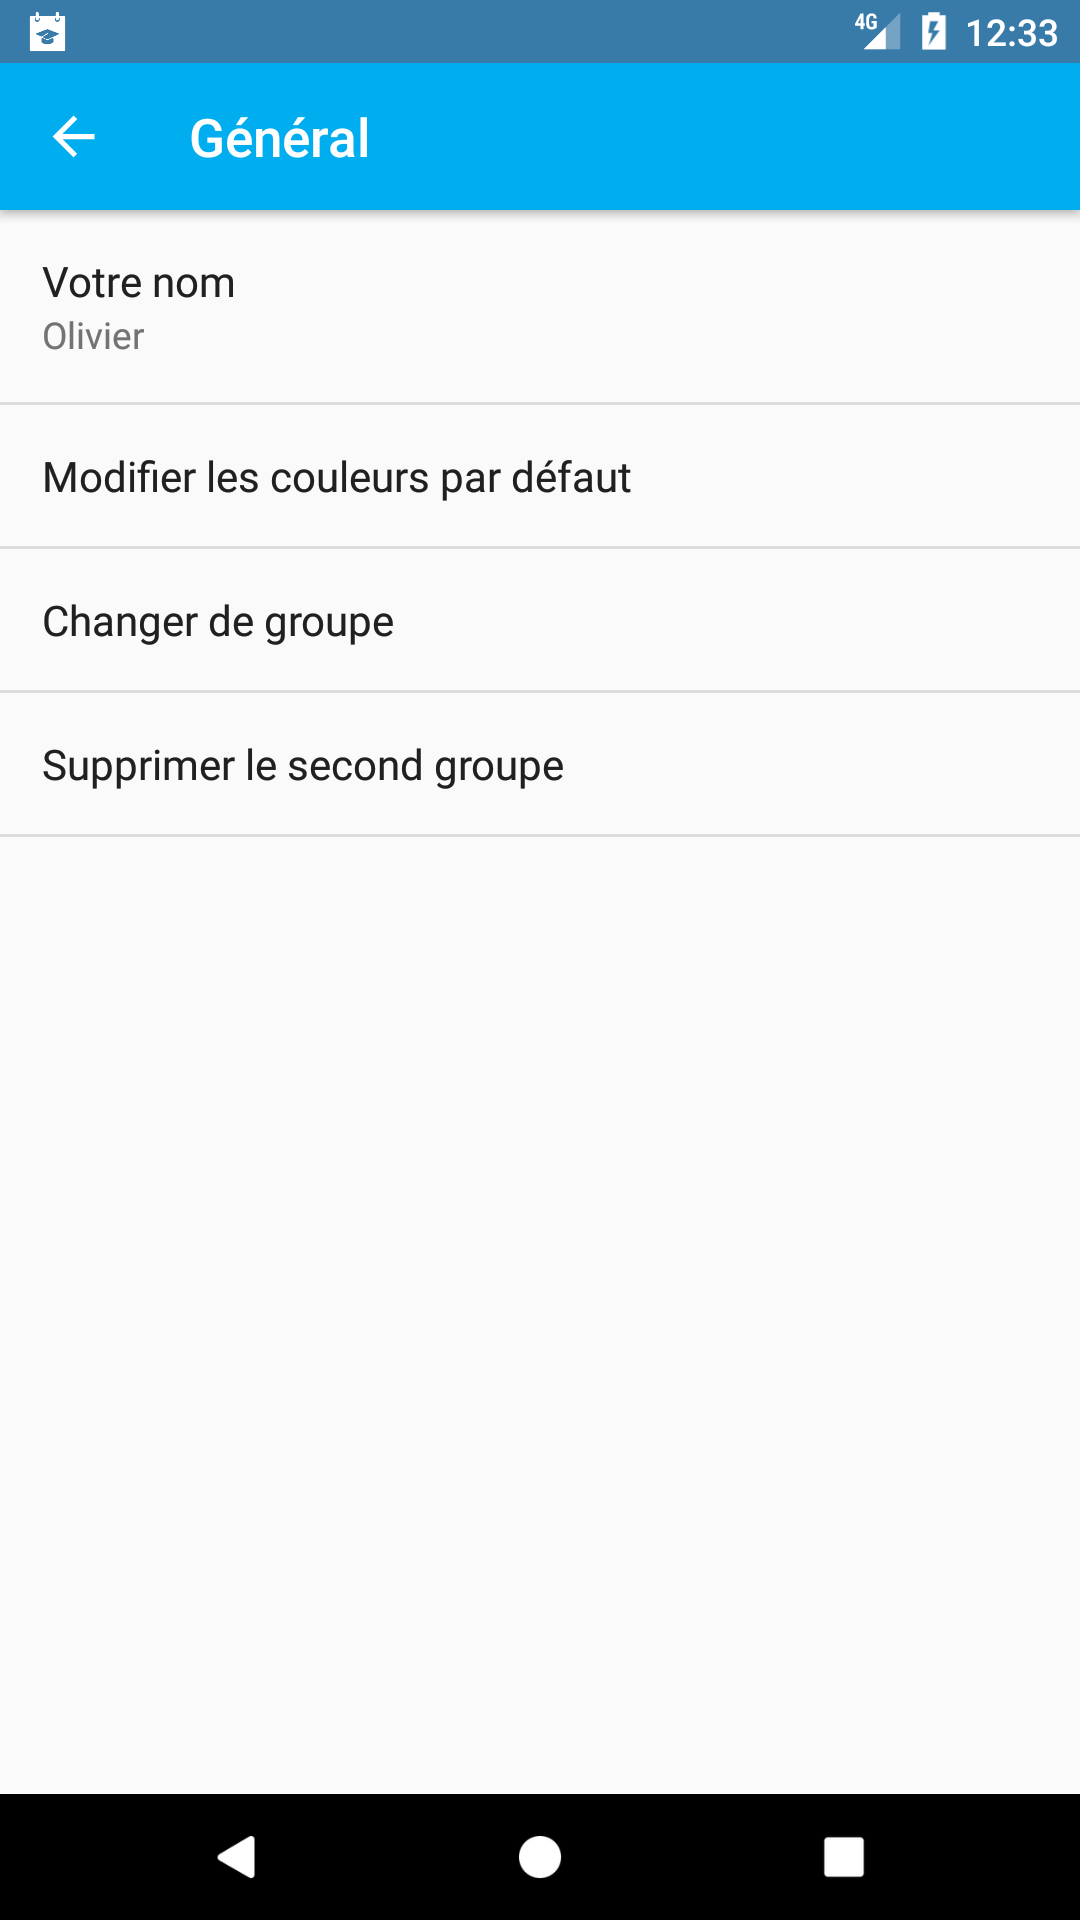 4G 12:33
Général
Votre nom
Olivier
Modifier les couleurs par défaut
Changer de groupe
Supprimer le second groupe